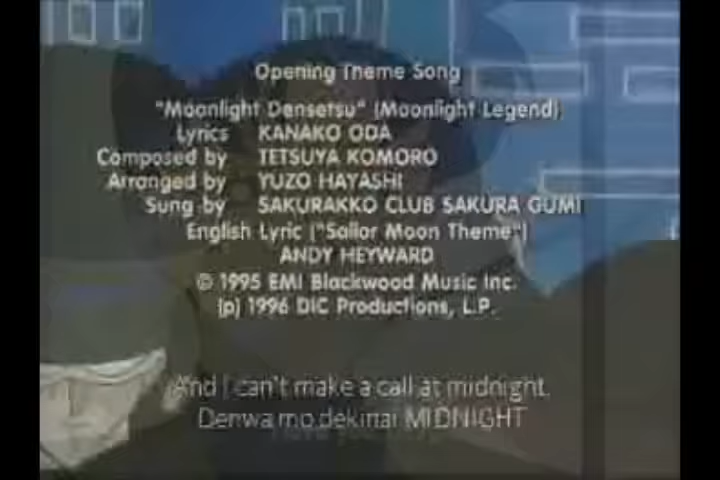 Opening Theme Song
"Moonlight Densetsu" (Moonlight Legend)
Lyrics KANAKO ODA
Composed by TETSUYA KOMORO
Arranged by YUZO HAYASHI
Sung by SAKURAKKO CLUB SAKURA GUMI
English Lyric ("Sailor Moon Theme")
ANDY HEYWARD
© 1995 EMI Blackwood Music Inc.
(p) 1996 DIC Productions, L.P.
And I can't make a call at midnight.
Denwa mo dekinai MIDNIGHT